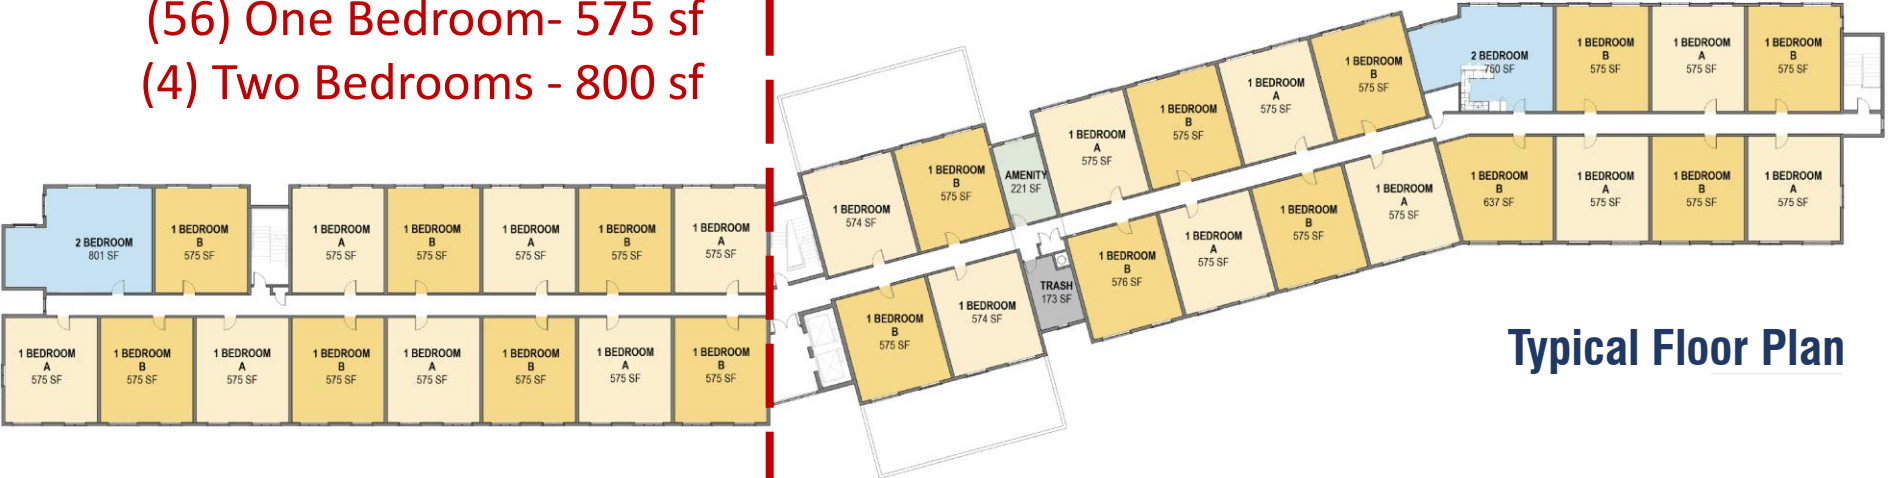 (56) One Bedroom- 575 sf
(4) Two Bedrooms - 800 sf
2 BEDROOM
801 SF
1 BEDROOM
B
575 SF
1 BEDROOM
A
575 SF
1 BEDROOM
B
575 SF
1 BEDROOM
A
575 SF
1 BEDROOM
B
575 SF
1 BEDROOM
A
575 SF
1 BEDROOM
A
575 SF
1 BEDROOM
B
575 SF
1 BEDROOM
A
575 SF
1 BEDROOM
B
575 SF
1 BEDROOM
A
575 SF
1 BEDROOM
B
575 SF
1 BEDROOM
A
575 SF
1 BEDROOM
B
575 SF
1 BEDROOM
574 SF
1 BEDROOM
B
575 SF
AMENITY
221 SF
1 BEDROOM
A
575 SF
1 BEDROOM
B
575 SF
1 BEDROOM
A
575 SF
1 BEDROOM
B
575 SF
2 BEDROOM
750 SF
1 BEDROOM
B
575 SF
1 BEDROOM
A
575 SF
1 BEDROOM
B
575 SF
1 BEDROOM
B
575 SF
1 BEDROOM
574 SF
TRASH
173 SF
1 BEDROOM
B
576 SF
1 BEDROOM
A
575 SF
1 BEDROOM
B
575 SF
1 BEDROOM
A
575 SF
1 BEDROOM
B
637 SF
1 BEDROOM
A
575 SF
1 BEDROOM
B
575 SF
1 BEDROOM
A
575 SF
Typical Floor Plan